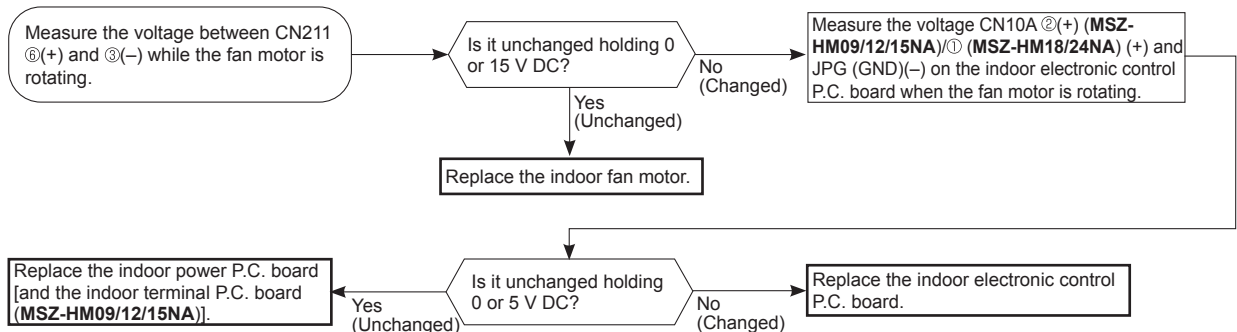 Measure the voltage between CN211
⑥(+) and ③(–) while the fan motor is
rotating.
Is it unchanged holding 0
or 15 V DC?
No
(Changed)
Measure the voltage CN10A ②(+) (MSZ-
HM09/12/15NA)/① (MSZ-HM18/24NA) (+) and
JPG (GND)(–) on the indoor electronic control
P.C. board when the fan motor is rotating.
Yes
(Unchanged)
Replace the indoor fan motor.
Replace the indoor power P.C. board
[and the indoor terminal P.C. board
(MSZ-HM09/12/15NA)].
Yes
(Unchanged)
Is it unchanged holding
0 or 5 V DC?
No
(Changed)
Replace the indoor electronic control
P.C. board.